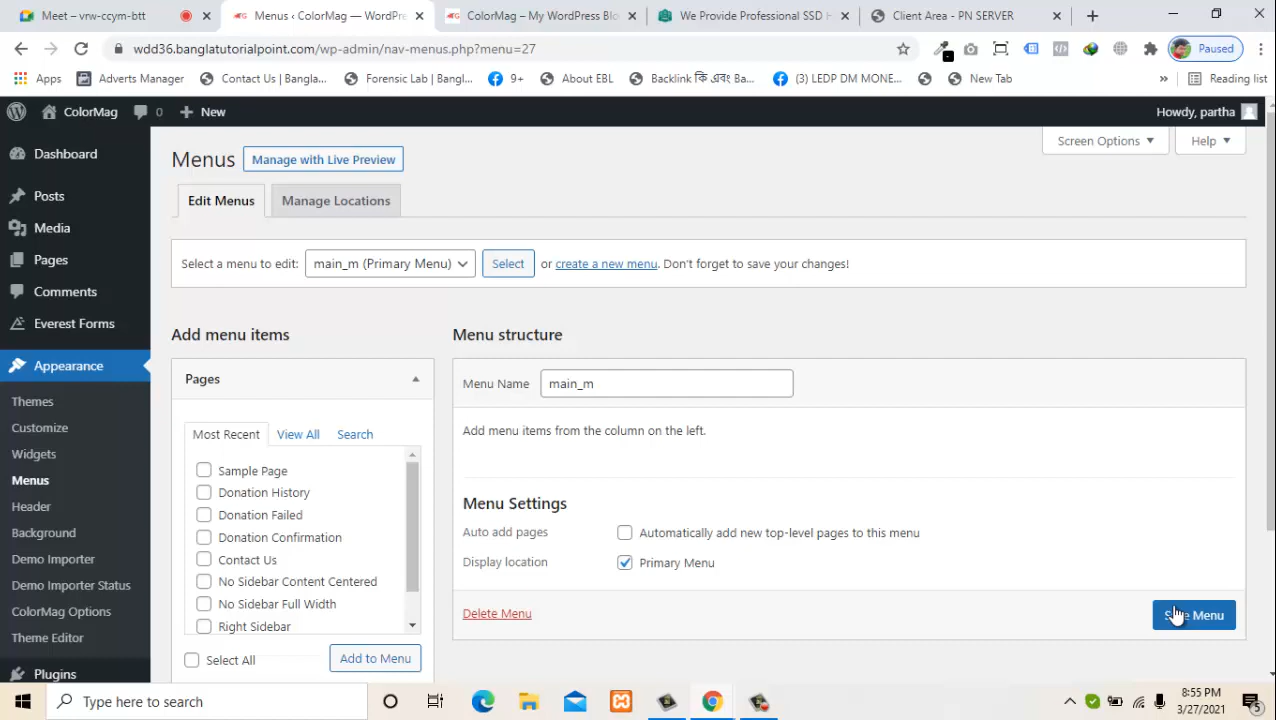 Meet – vrw-ccym-btt
Menus ‹ ColorMag — WordPre
ColorMag – My WordPress Blo
We Provide Professional SSD H
Client Area - PN SERVER
wdd36.banglatutorialpoint.com/wp-admin/nav-menus.php?menu=27
Paused
Apps
Adverts Manager
Contact Us | Bangla...
Forensic Lab | Bangl...
9+
About EBL
Backlink কি এবং Ba...
(3) LEDP DM MONE...
New Tab
»
Reading list
ColorMag
0
New
Howdy, partha
Screen Options
Help
Dashboard
Posts
Media
Pages
Comments
Everest Forms
Appearance
Themes
Customize
Widgets
Menus
Header
Background
Demo Importer
Demo Importer Status
ColorMag Options
Theme Editor
Plugins
Menus
Manage with Live Preview
Edit Menus
Manage Locations
Select a menu to edit: main_m (Primary Menu) Select or create a new menu. Don't forget to save your changes!
Add menu items
Pages
Most Recent View All Search
Sample Page
Donation History
Donation Failed
Donation Confirmation
Contact Us
No Sidebar Content Centered
No Sidebar Full Width
Right Sidebar
Select All
Add to Menu
Menu structure
Menu Name main_m
Add menu items from the column on the left.
Menu Settings
Auto add pages Automatically add new top-level pages to this menu
Display location Primary Menu
Delete Menu
Menu
Type here to search
8:55 PM
3/27/2021
5